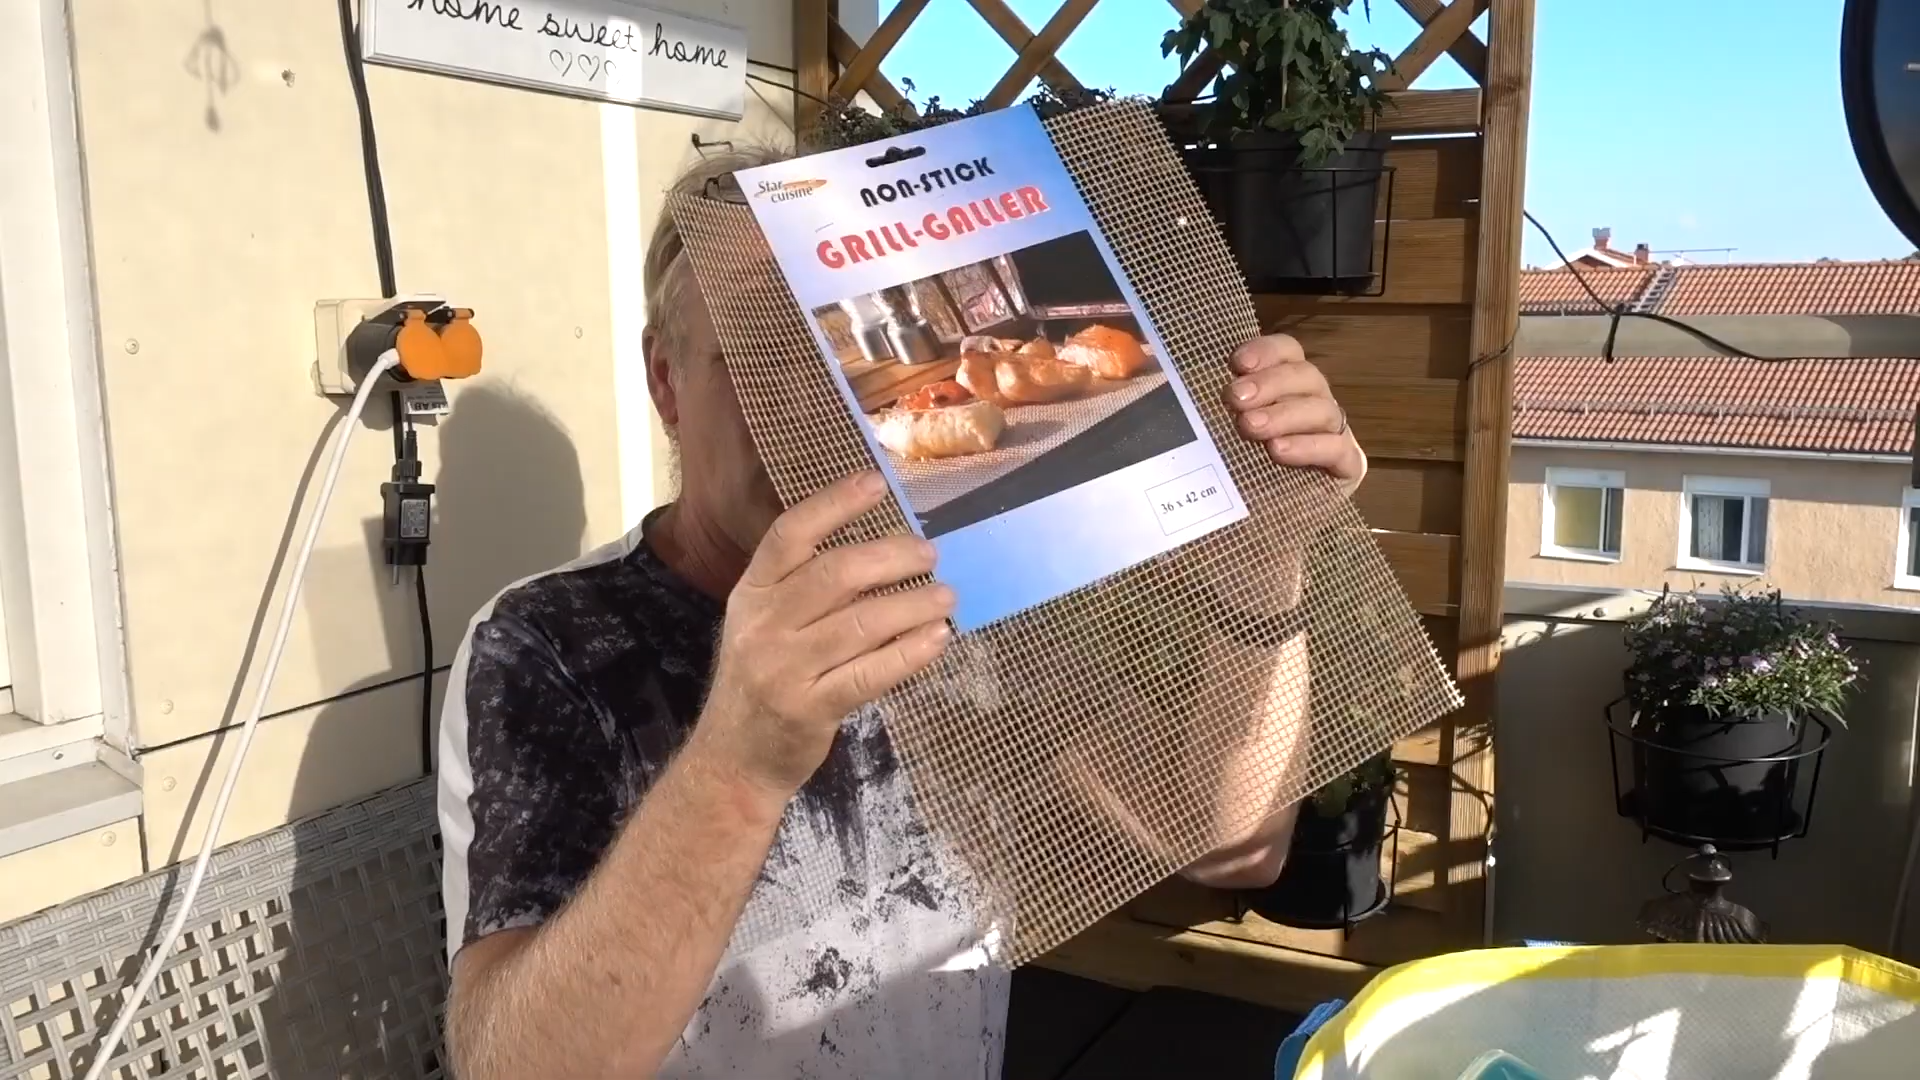 home sweet home
Star
cuisine
NON-STICK
GRILL-GALLER
36 x 42 cm